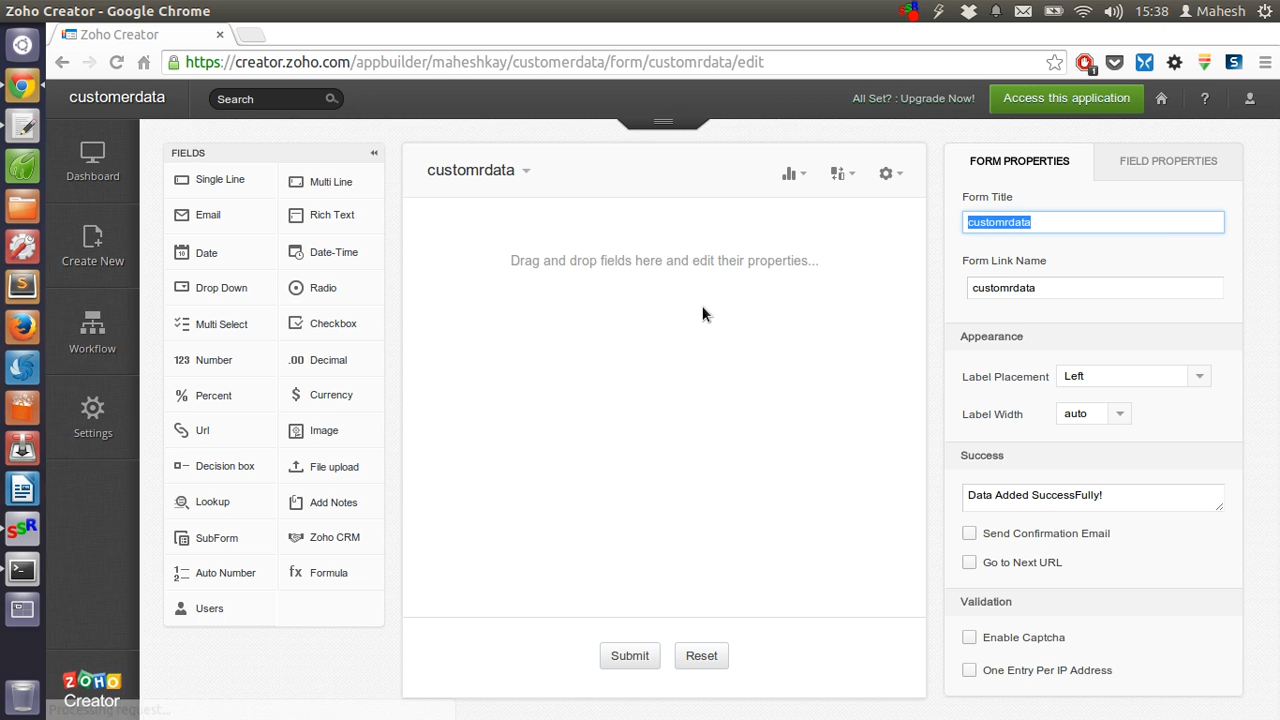 Zoho Creator - Google Chrome
15:38 Mahesh
Zoho Creator ×
https://creator.zoho.com/appbuilder/maheshkay/customerdata/form/customrdata/edit
1
customerdata
Search
All Set? : Upgrade Now!
Access this application
?
Dashboard
Create New
Workflow
Settings
ZOHO
Creator
FIELDS
Single Line
Multi Line
Email
Rich Text
Date
Date-Time
Drop Down
Radio
Multi Select
Checkbox
123 Number
.00 Decimal
% Percent
$ Currency
Url
Image
Decision box
File upload
Lookup
Add Notes
SubForm
Zoho CRM
Auto Number
fx Formula
Users
customrdata
Drag and drop fields here and edit their properties...
Submit
Reset
FORM PROPERTIES
FIELD PROPERTIES
Form Title
customrdata
Form Link Name
customrdata
Appearance
Label Placement Left
Label Width auto
Success
Data Added SuccessFully!
Send Confirmation Email
Go to Next URL
Validation
Enable Captcha
One Entry Per IP Address
Processing request...